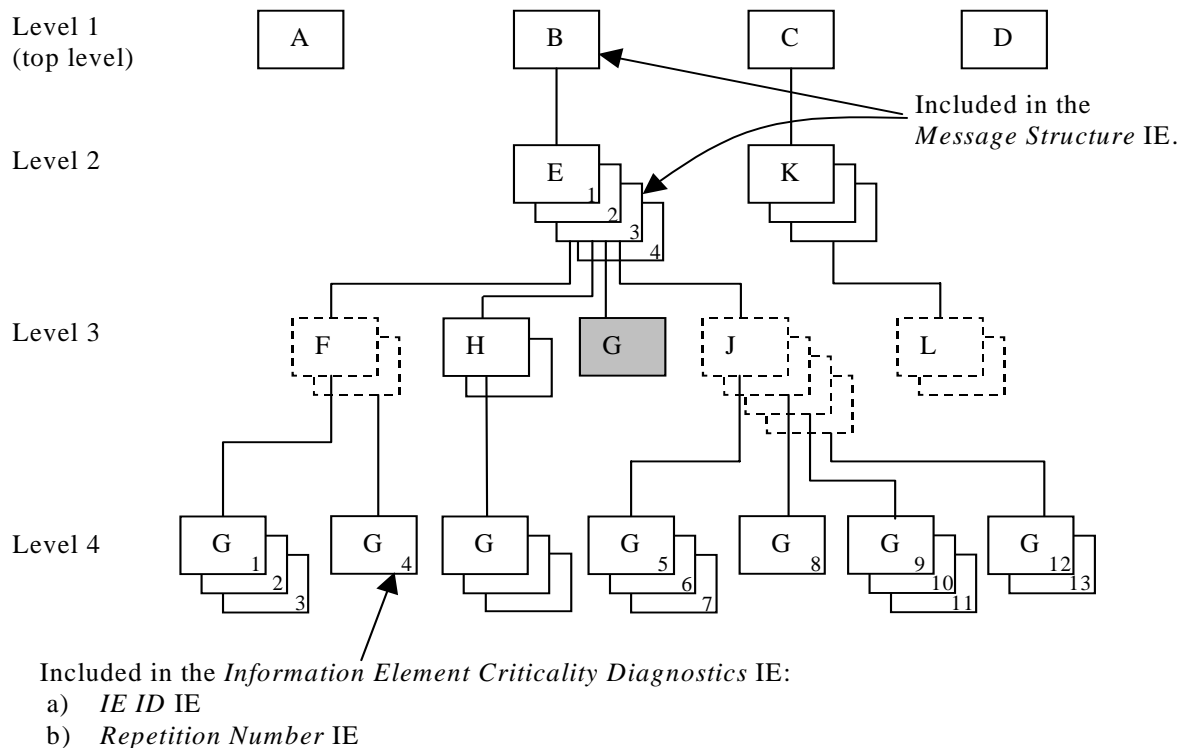 Level 1
(top level)
A
B
C
D
Included in the
Message Structure IE.
Level 2
E
1
2
3
4
K
Level 3
F
H
G
J
L
Level 4
G
1
2
3
G
4
G
G
5
6
7
G
8
G
9
10
11
G
12
13
Included in the Information Element Criticality Diagnostics IE:
a) IE ID IE
b) Repetition Number IE